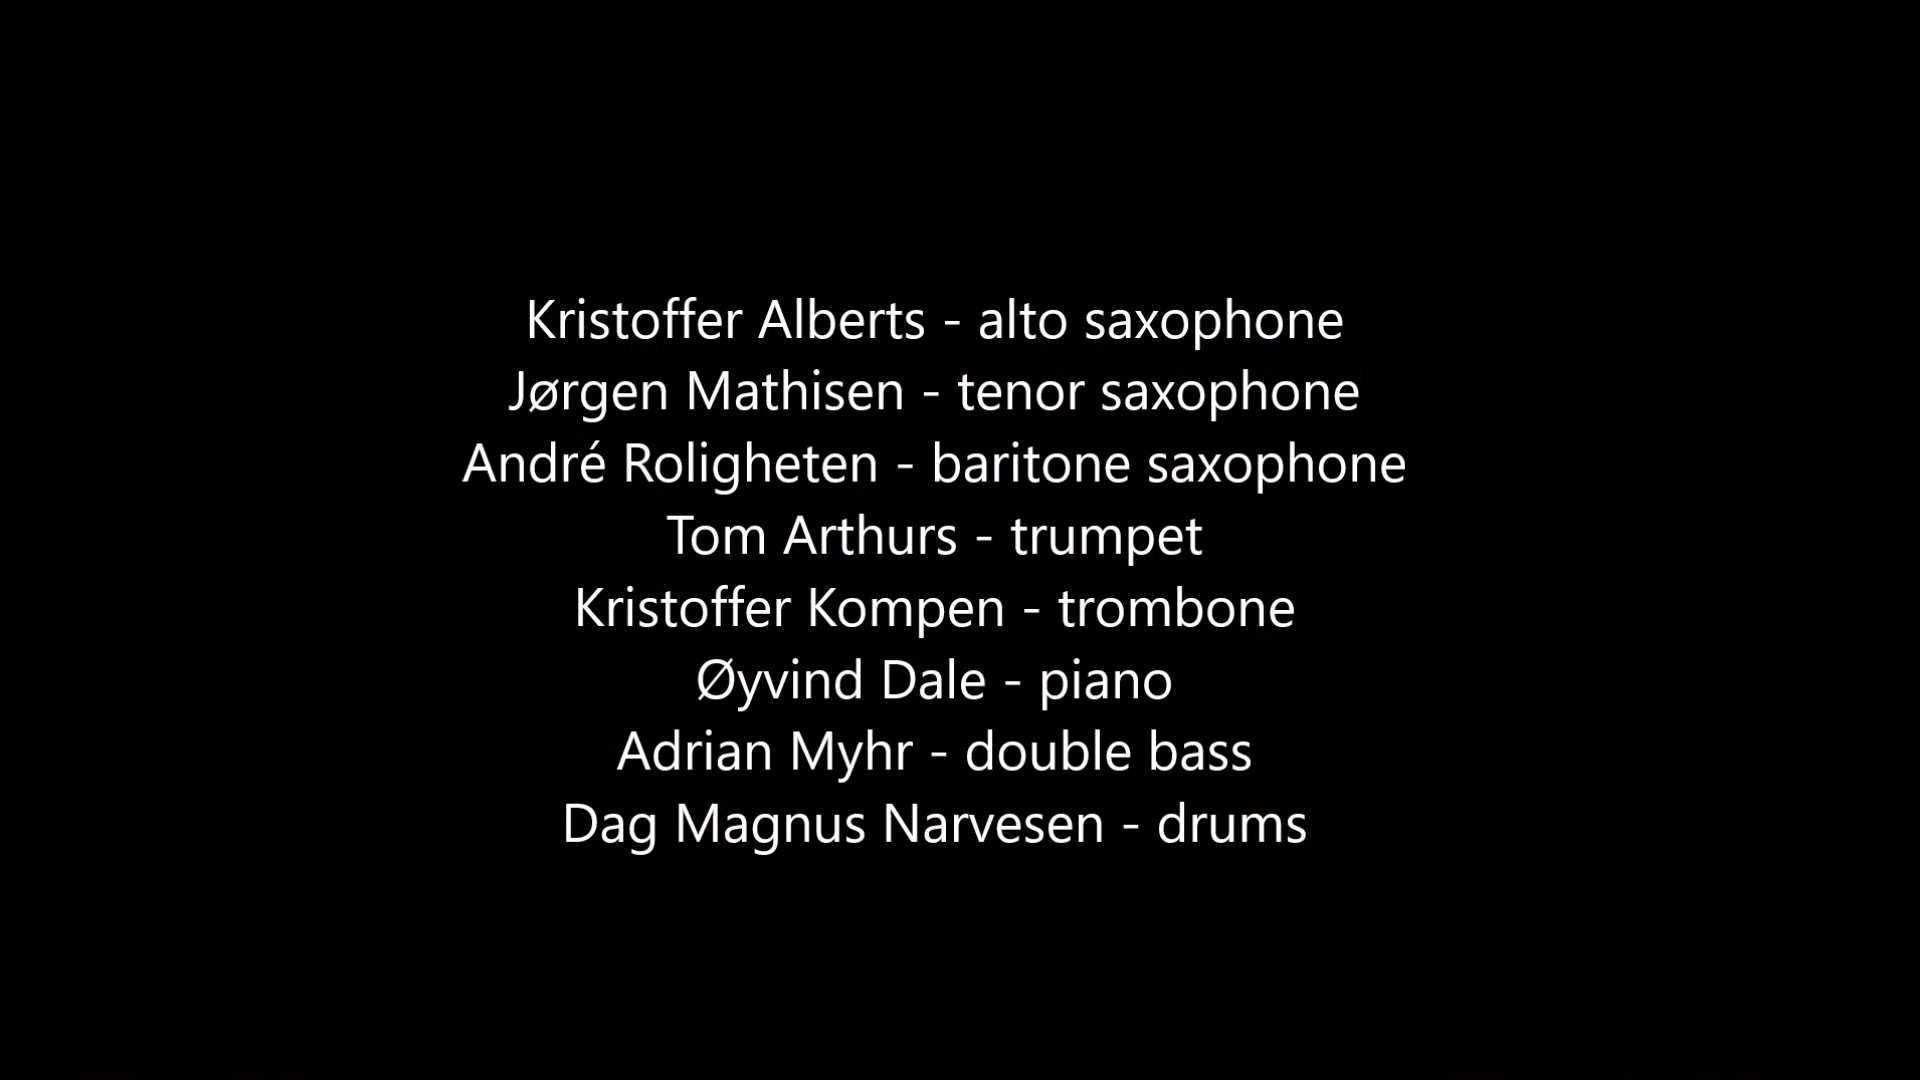 Kristoffer Alberts - alto saxophone
Jørgen Mathisen - tenor saxophone
André Roligheten - baritone saxophone
Tom Arthurs - trumpet
Kristoffer Kompen - trombone
Øyvind Dale - piano
Adrian Myhr - double bass
Dag Magnus Narvesen - drums